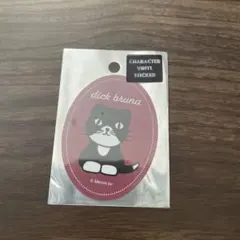 CHARACTER
VINYL
STICKER
dick bruna